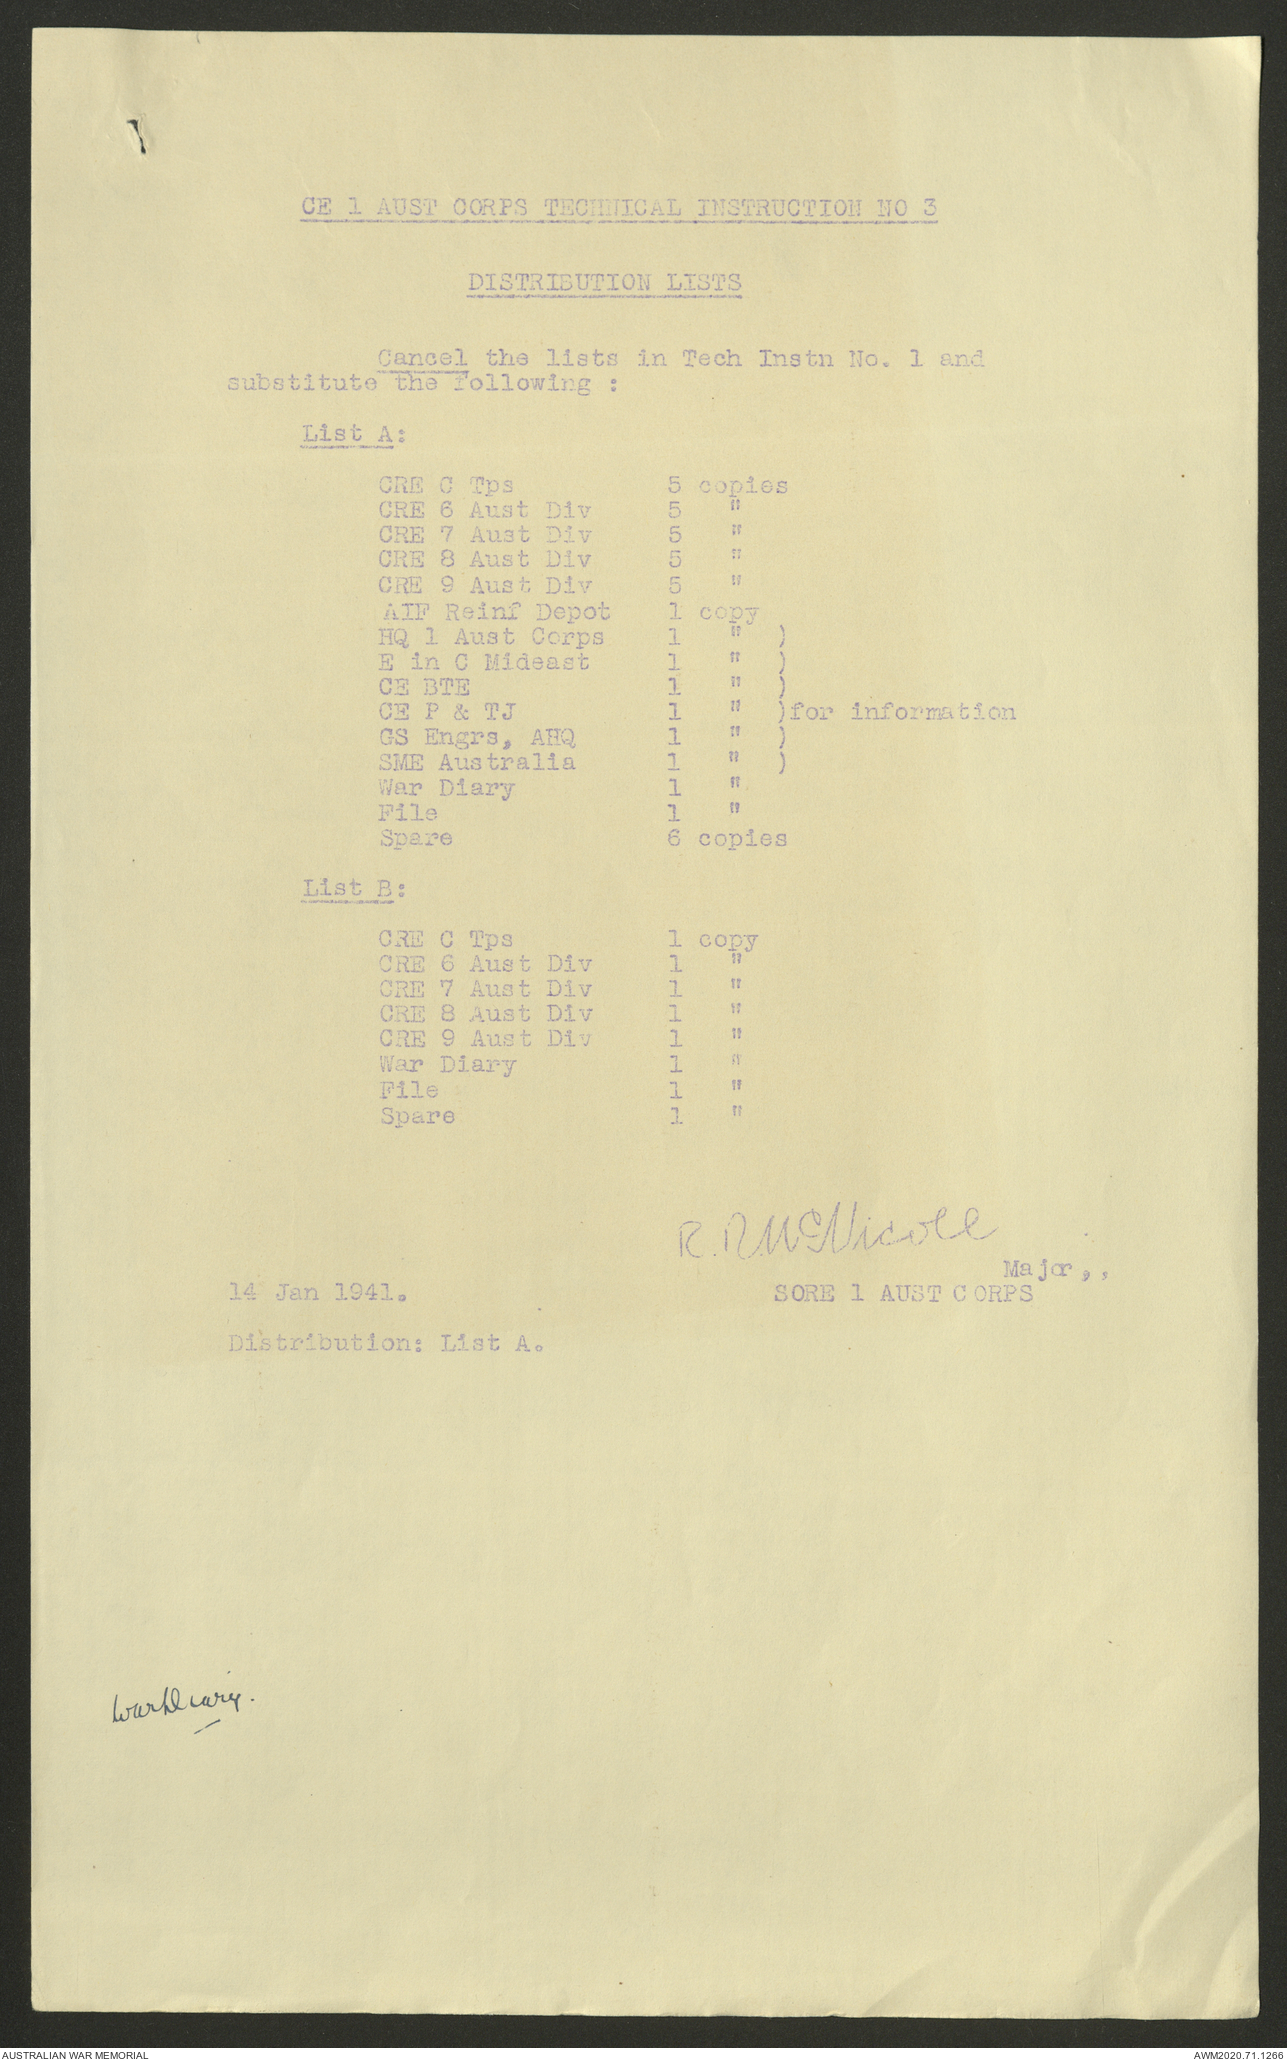 CE 1 AUST CORPS TECHNICAL INSTRUCTION NO 3
DISTRIBUTION LISTS
Cancel the lists in Tech Instn No. 1 and
substitute the following :
List A:
CRE C Tps 5 copies
CRE 6 Aust Div 5 "
CRE 7 Aust Div 5 "
CRE 8 Aust Div 5 "
CRE 9 Aust Div 5 "
AIF Reinf Depot 1 copy
HQ 1 Aust Corps 1 " )
E in C Mideast 1 " )
CE BTE 1 " )
CE P & TJ 1 " )for information
GS Engrs, AHQ 1 " )
SME Australia 1 " )
War Diary 1 "
File 1 "
Spare 6 copies
List B:
CRE C Tps 1 copy
CRE 6 Aust Div 1 "
CRE 7 Aust Div 1 "
CRE 8 Aust Div 1 "
CRE 9 Aust Div 1 "
War Diary 1 "
File 1 "
Spare 1 "
R. R. McNicoll
Major,,
14 Jan 1941. SORE 1 AUST CORPS
Distribution: List A.
War Diary.
AUSTRALIAN WAR MEMORIAL AWM2020.71.1266